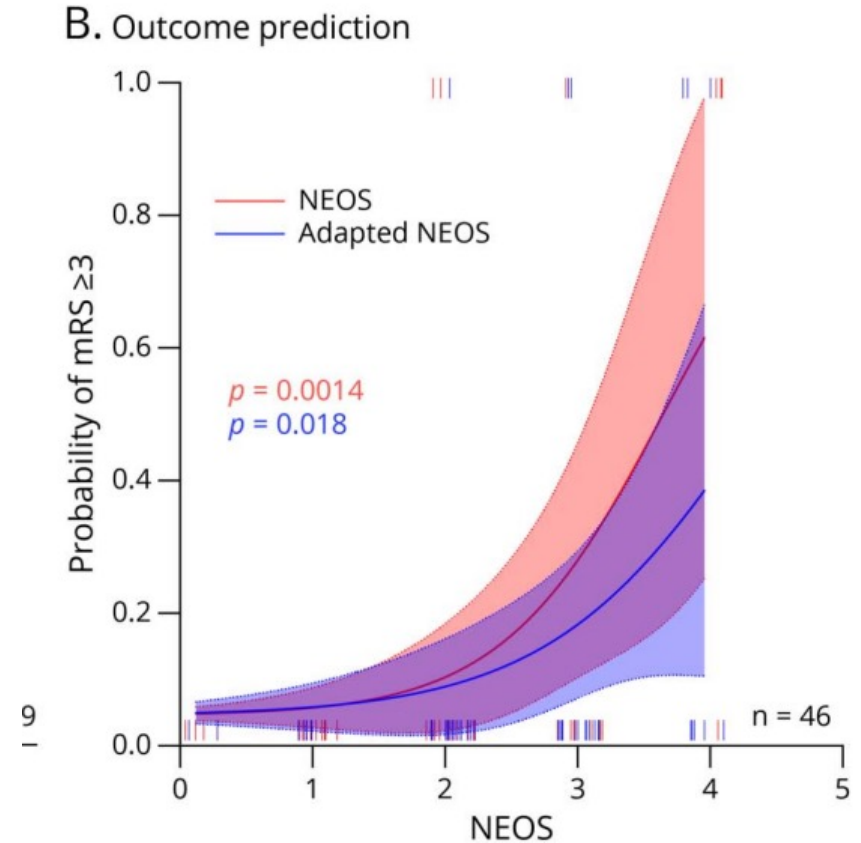 B. Outcome prediction
1.0
NEOS
0.8
Adapted NEOS
Probability of mRS ≥3
0.6
p = 0.0014
p = 0.018
0.4
0.2
9
n = 46
0.0
0 1 2 3 4 5
NEOS